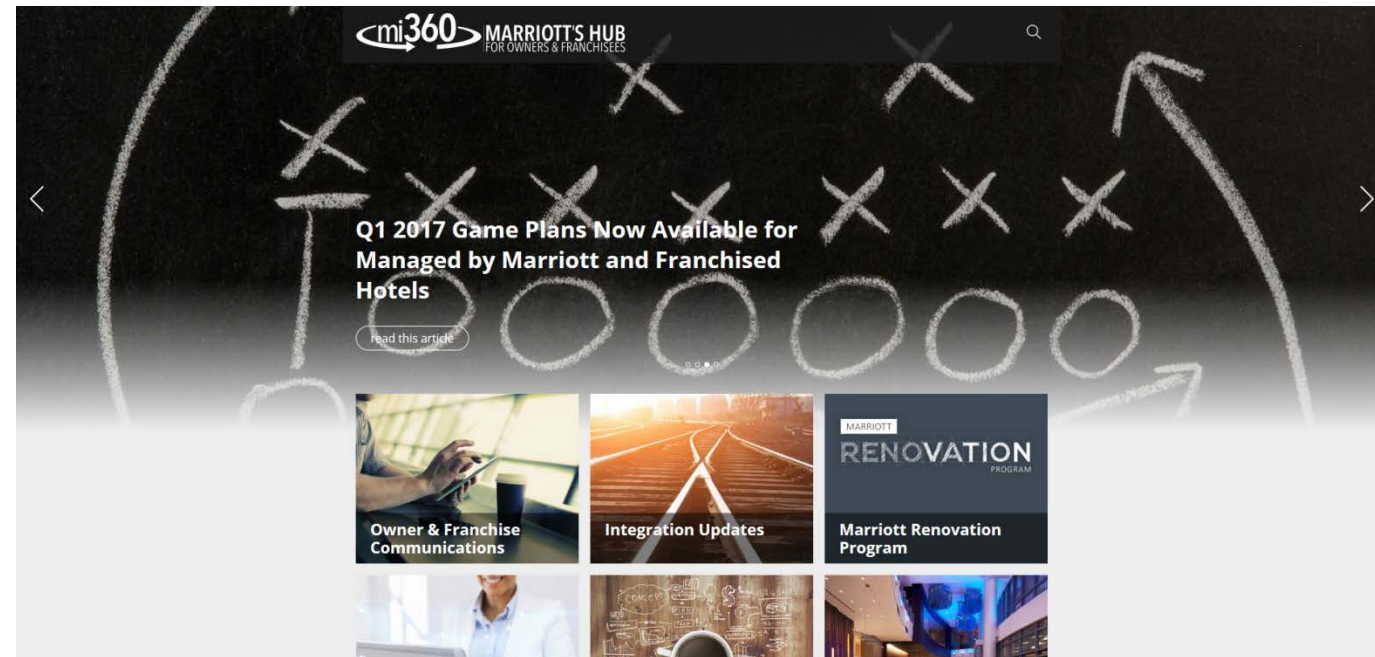 mi360 MARRIOTT'S HUB
FOR OWNERS & FRANCHISEES
Q1 2017 Game Plans Now Available for
Managed by Marriott and Franchised
Hotels
read this article
MARRIOTT
RENOVATION
PROGRAM
Owner & Franchise
Communications
Integration Updates
Marriott Renovation
Program
CONCEPT